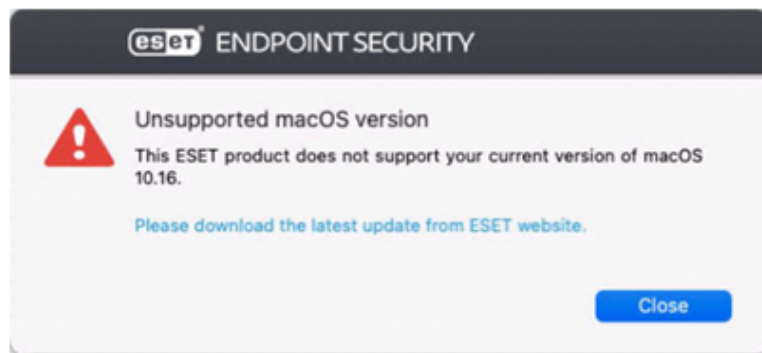 eset ENDPOINT SECURITY
Unsupported macOS version
This ESET product does not support your current version of macOS
10.16.
Please download the latest update from ESET website.
Close